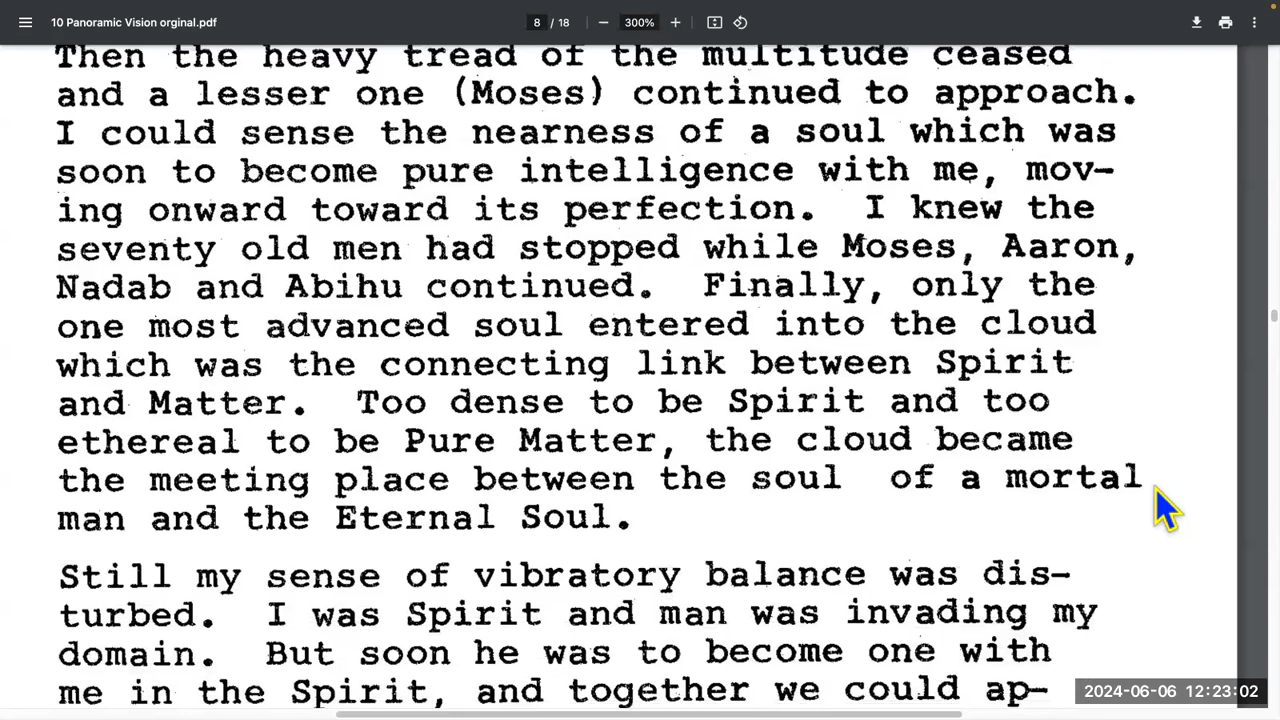 10 Panoramic Vision orginal.pdf
8 / 18
300%
Then the heavy tread of the multitude ceased
and a lesser one (Moses) continued to approach.
I could sense the nearness of a soul which was
soon to become pure intelligence with me, mov-
ing onward toward its perfection. I knew the
seventy old men had stopped while Moses, Aaron,
Nadab and Abihu continued. Finally, only the
one most advanced soul entered into the cloud
which was the connecting link between Spirit
and Matter. Too dense to be Spirit and too
ethereal to be Pure Matter, the cloud became
the meeting place between the soul of a mortal
man and the Eternal Soul.
Still my sense of vibratory balance was dis-
turbed. I was Spirit and man was invading my
domain. But soon he was to become one with
me in the Spirit, and together we could ap-
2024-06-06 12:23:02